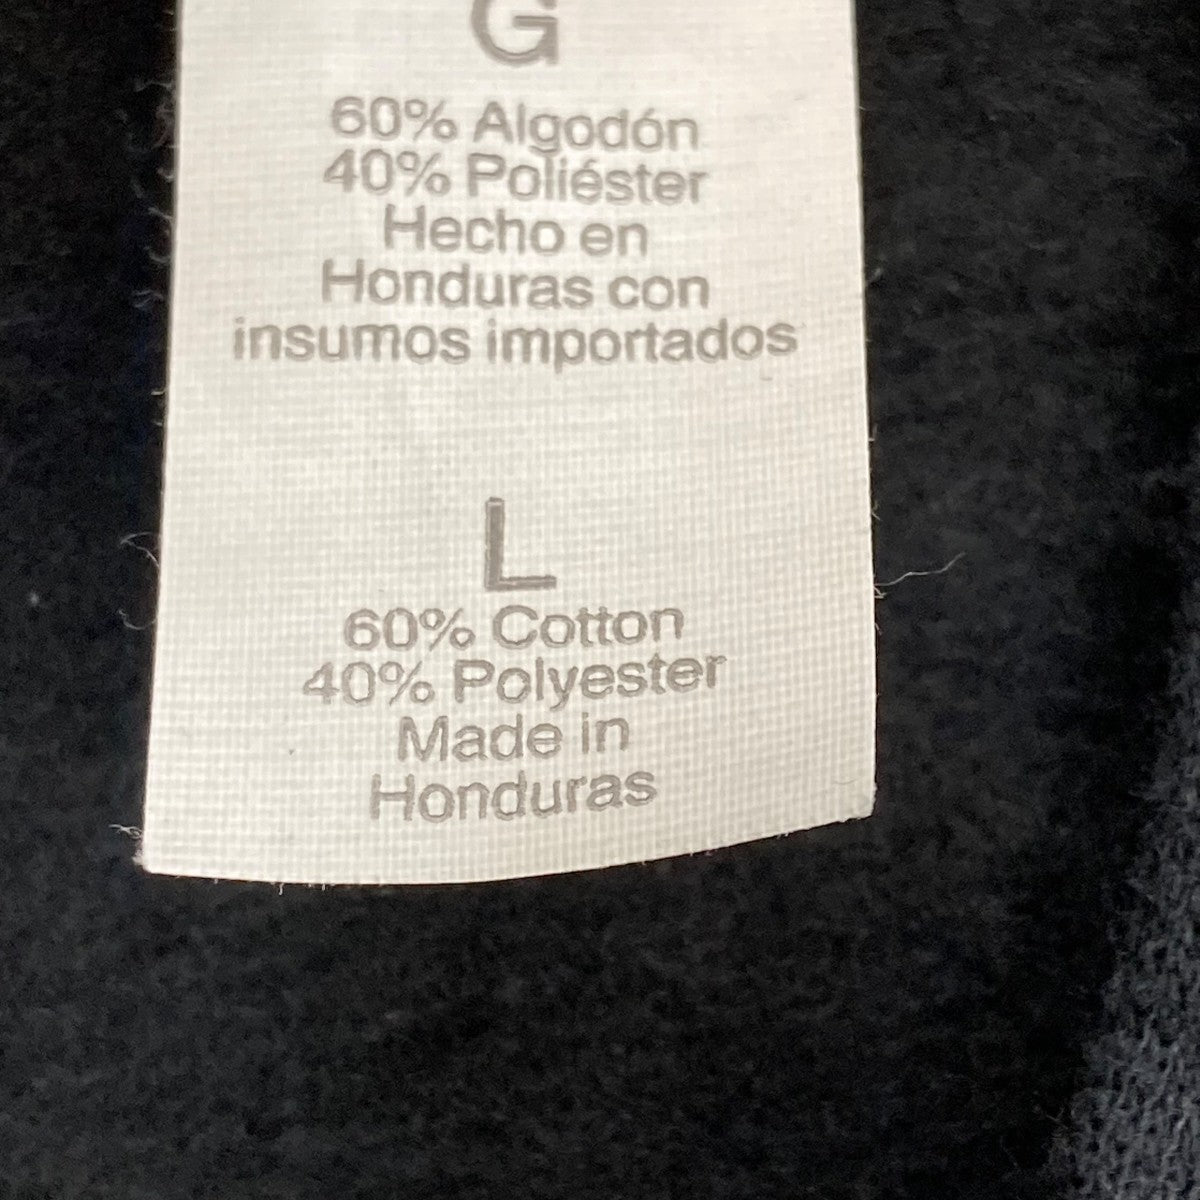 G
60% Algodón
40% Poliéster
Hecho en
Honduras con
insumos importados
L
60% Cotton
40% Polyester
Made in
Honduras